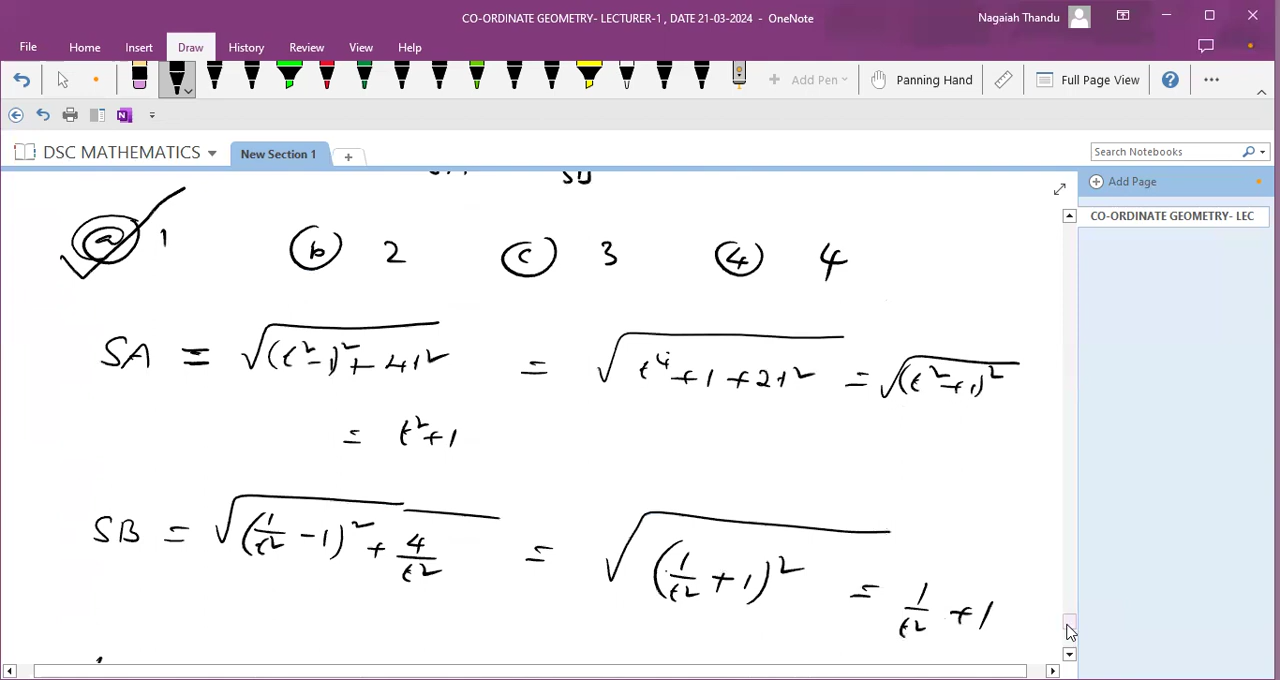 CO-ORDINATE GEOMETRY- LECTURER-1 , DATE 21-03-2024 - OneNote
Nagaiah Thandu
File Home Insert Draw History Review View Help
Add Pen Panning Hand Full Page View
DSC MATHEMATICS New Section 1 Search Notebooks
Add Page
CO-ORDINATE GEOMETRY- LEC
SB
(a) 1 (b) 2 (c) 3 (4) 4
SA = √((t²-1)² + 4t²) = √(t⁴ + 1 + 2t²) = √((t²+1)²)
= t²+1
SB = √((1/t² - 1)² + 4/t²) = √((1/t² + 1)²) = 1/t² + 1